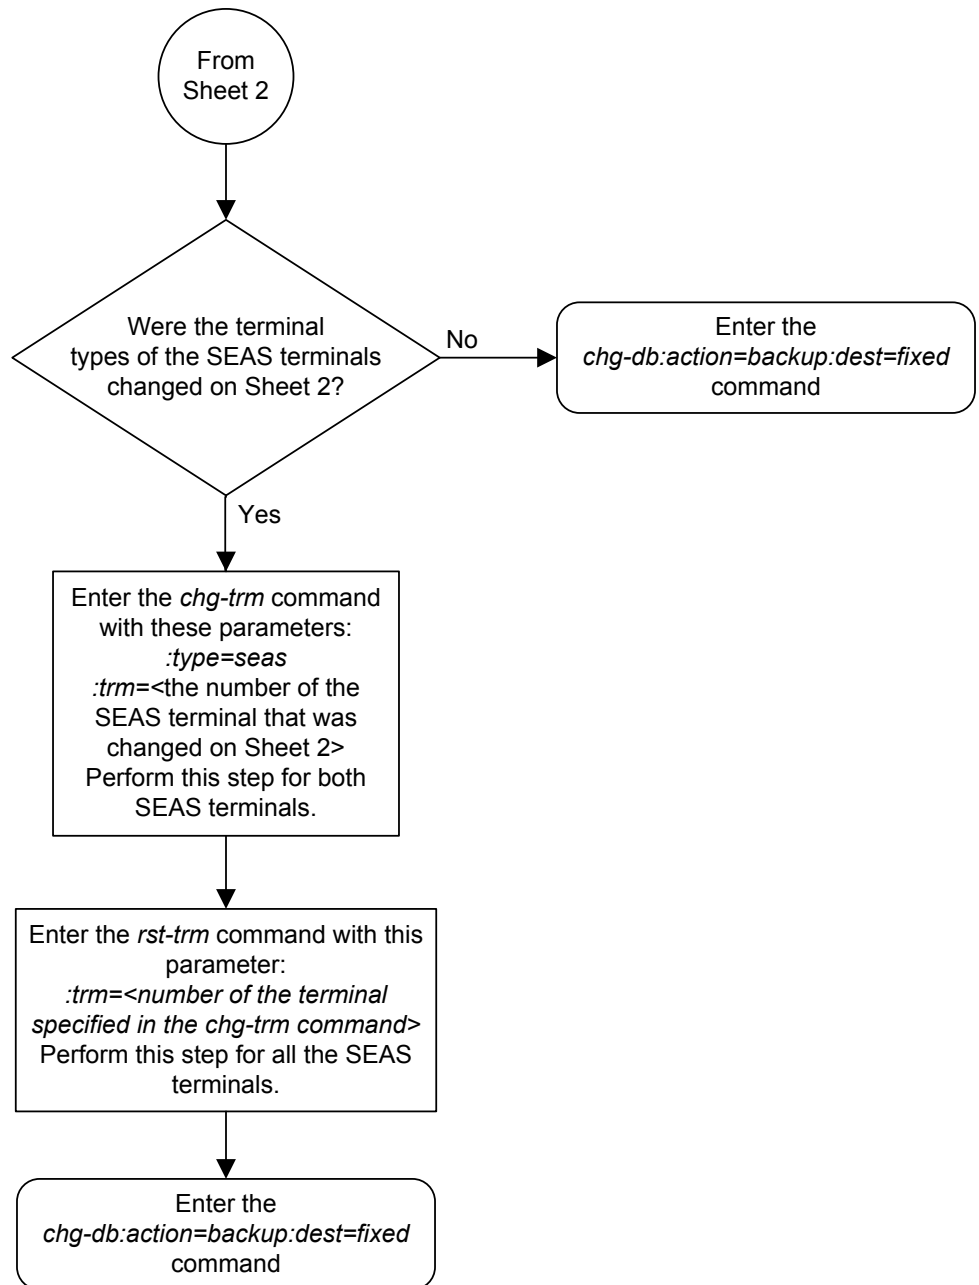 From
Sheet 2
Were the terminal
types of the SEAS terminals
changed on Sheet 2?
No
Enter the
chg-db:action=backup:dest=fixed
command
Yes
Enter the chg-trm command
with these parameters:
:type=seas
:trm=<the number of the
SEAS terminal that was
changed on Sheet 2>
Perform this step for both
SEAS terminals.
Enter the rst-trm command with this
parameter:
:trm=<number of the terminal
specified in the chg-trm command>
Perform this step for all the SEAS
terminals.
Enter the
chg-db:action=backup:dest=fixed
command